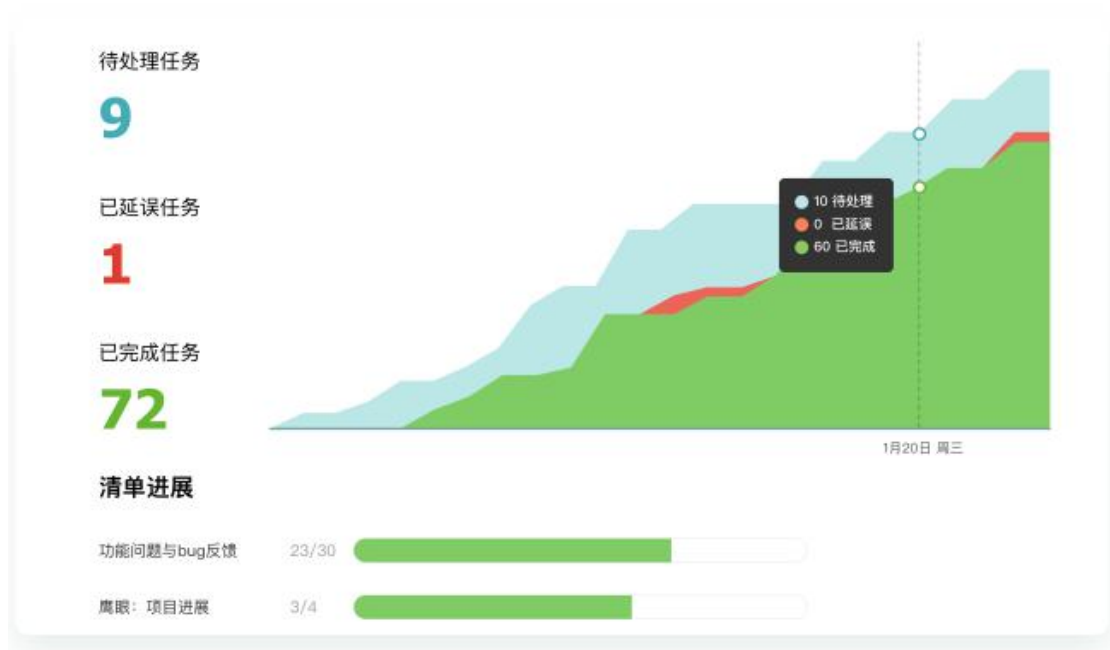 待处理任务
9
已延误任务
1
已完成任务
72
10 待处理
0 已延误
60 已完成
1月20日 周三
清单进展
功能问题与bug反馈 23/30
鹰眼：项目进展 3/4